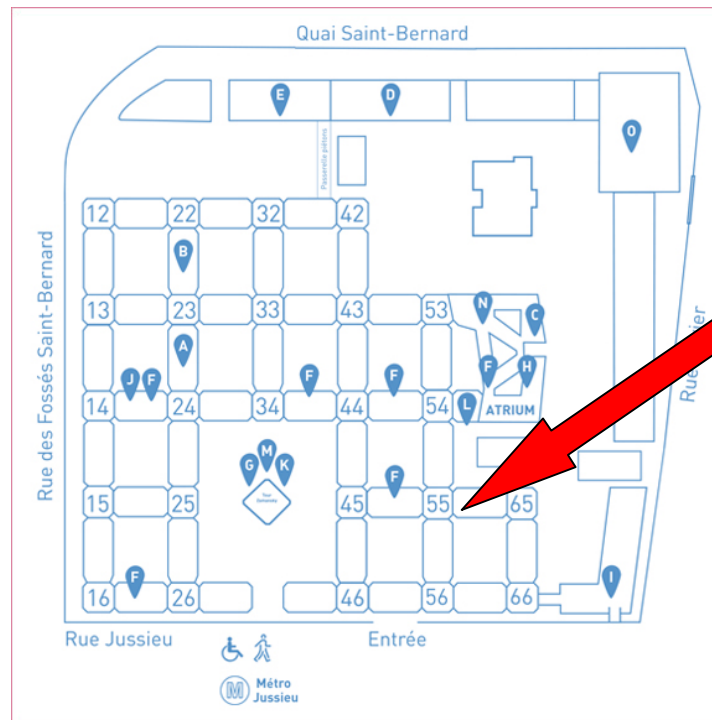 Quai Saint-Bernard
E
D
O
Passerelle piétons
12
22
32
42
B
Rue des Fossés Saint-Bernard
13
23
33
43
53
N
C
A
J
F
F
F
F
H
14
24
34
44
54
L
ATRIUM
G
M
K
F
15
25
45
55
65
F
I
16
26
46
56
66
Rue Jussieu
Entrée
M
Métro
Jussieu